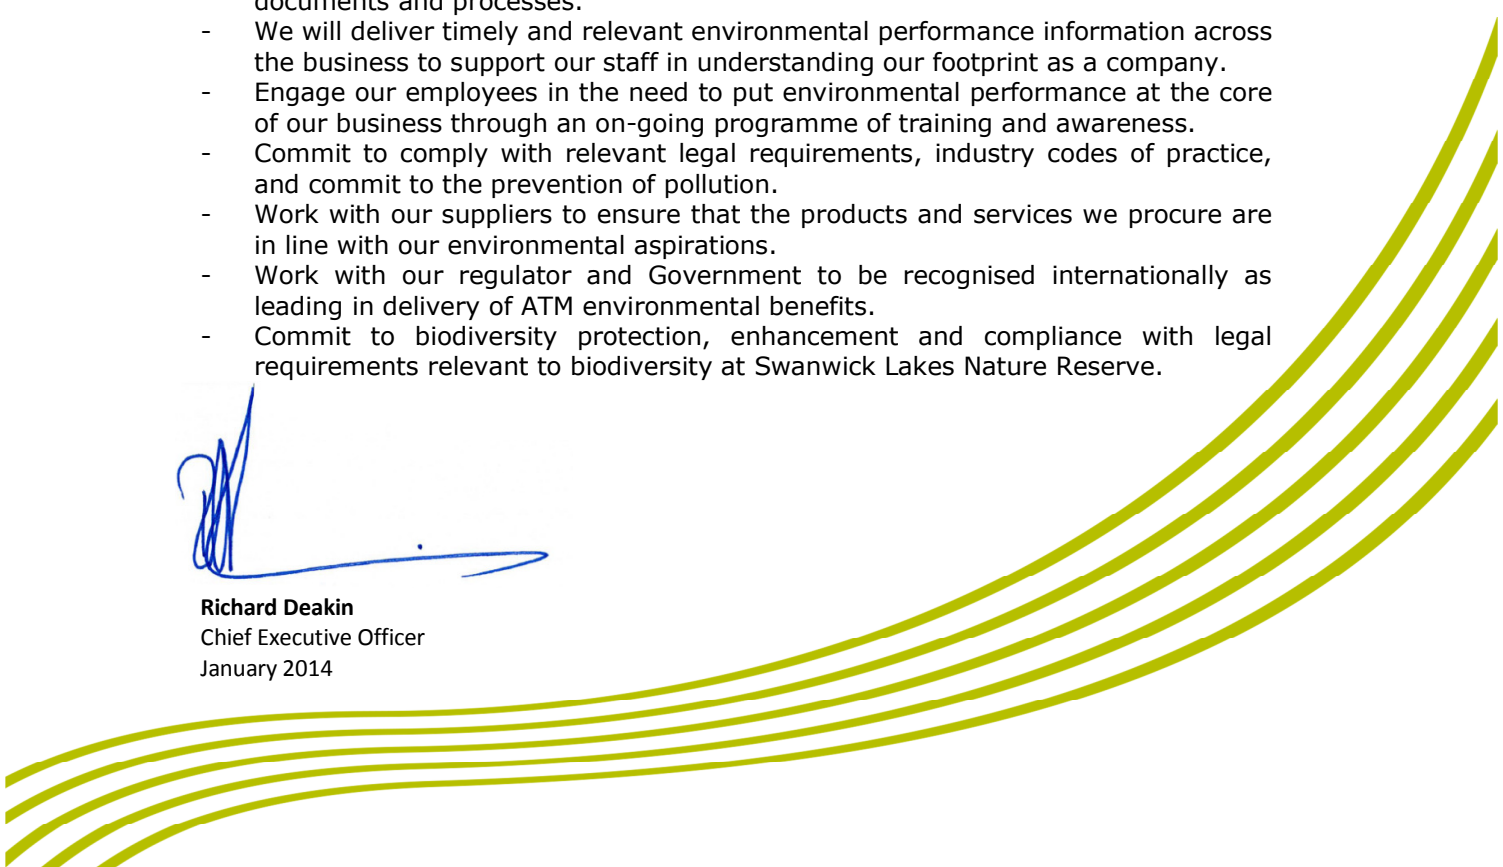 documents and processes.
- We will deliver timely and relevant environmental performance information across
the business to support our staff in understanding our footprint as a company.
- Engage our employees in the need to put environmental performance at the core
of our business through an on-going programme of training and awareness.
- Commit to comply with relevant legal requirements, industry codes of practice,
and commit to the prevention of pollution.
- Work with our suppliers to ensure that the products and services we procure are
in line with our environmental aspirations.
- Work with our regulator and Government to be recognised internationally as
leading in delivery of ATM environmental benefits.
- Commit to biodiversity protection, enhancement and compliance with legal
requirements relevant to biodiversity at Swanwick Lakes Nature Reserve.
Richard Deakin
Chief Executive Officer
January 2014